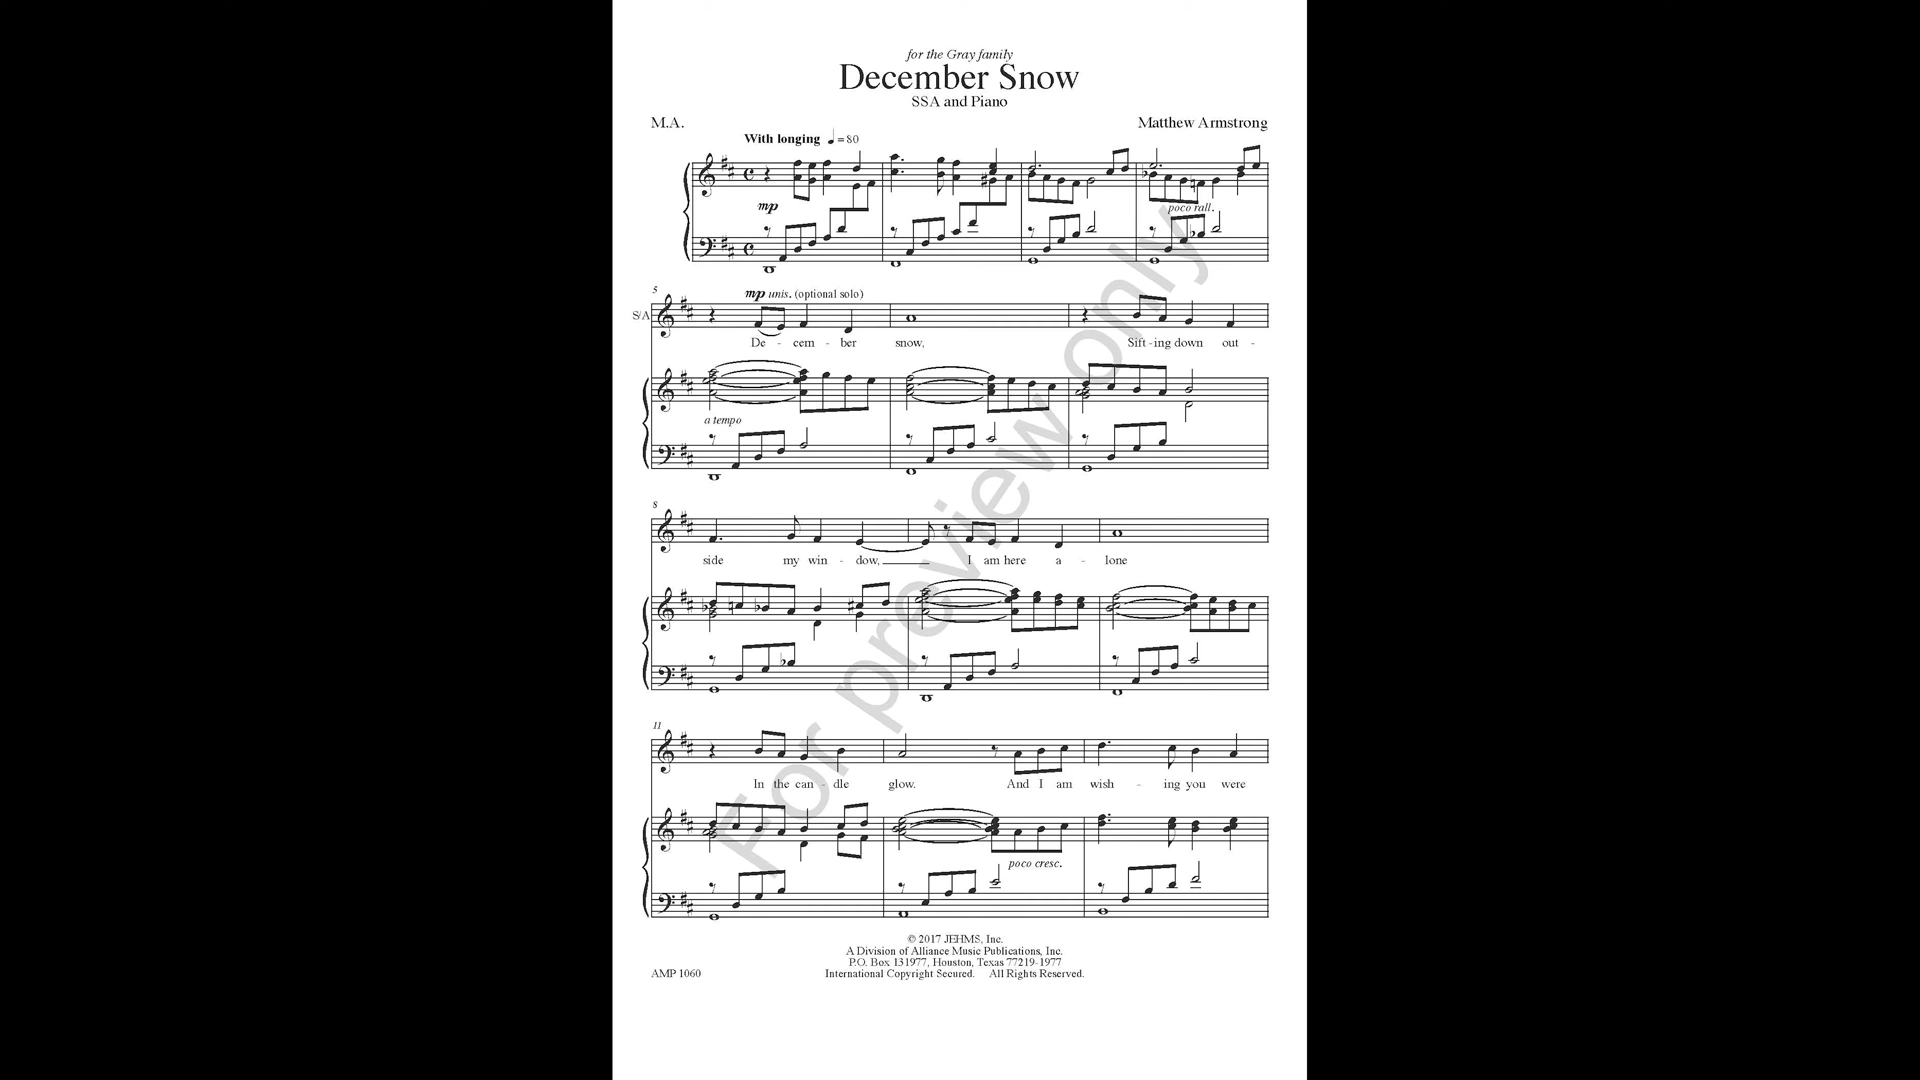 for the Gray family
December Snow
SSA and Piano
M.A.
Matthew Armstrong
With longing ♩ = 80
mp
poco rall.
5
mp unis. (optional solo)
S/A
De - cem - ber snow, Sift - ing down out -
a tempo
8
side my win - dow, I am here a - lone
11
In the can - dle glow. And I am wish - ing you were
poco cresc.
© 2017 JEHMS, Inc.
A Division of Alliance Music Publications, Inc.
P.O. Box 131977, Houston, Texas 77219-1977
AMP 1060
International Copyright Secured. All Rights Reserved.
For preview only